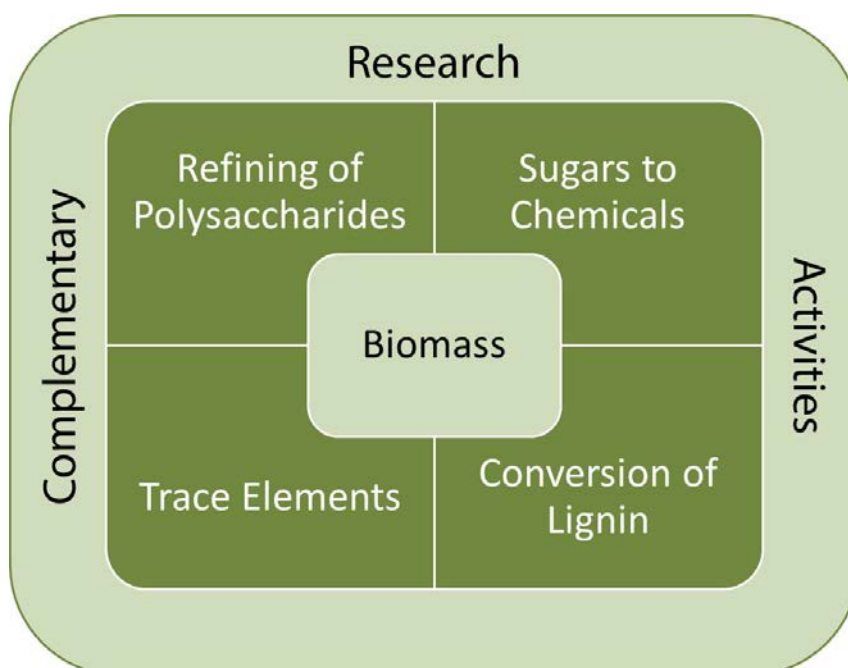 Research
Complementary
Activities
Refining of
Polysaccharides
Sugars to
Chemicals
Biomass
Trace Elements
Conversion of
Lignin